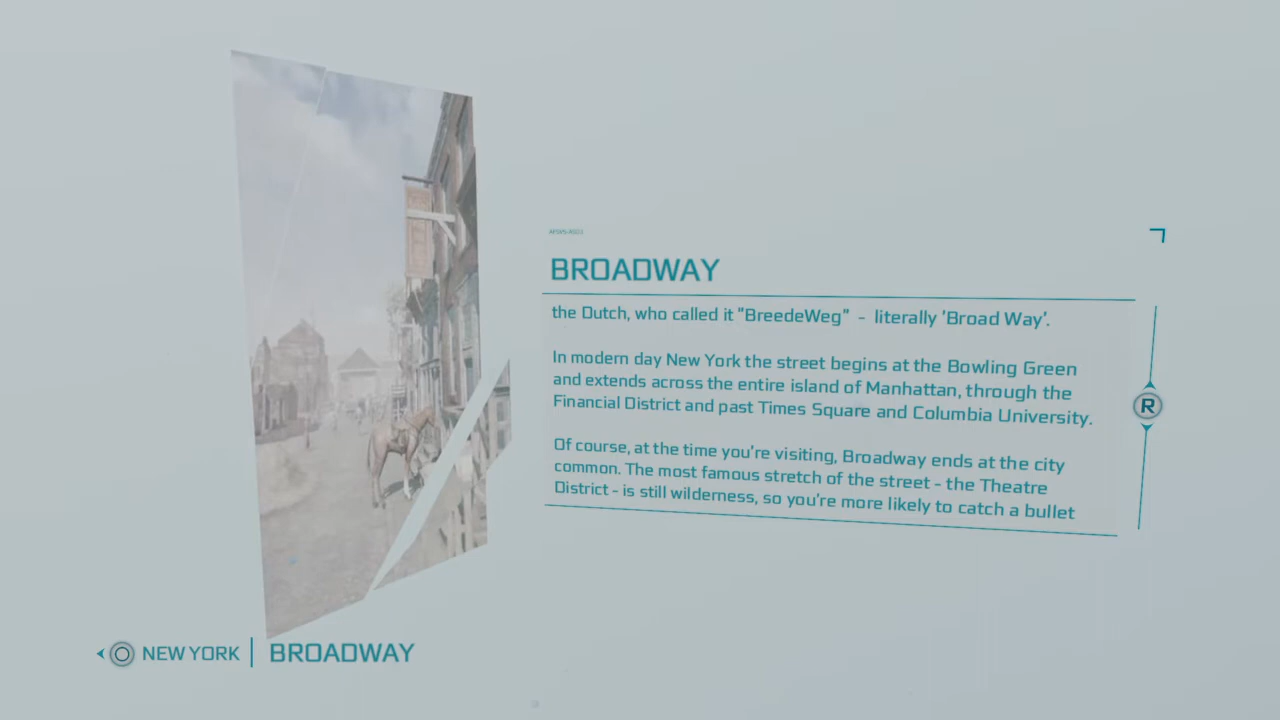 BROADWAY
the Dutch, who called it "BreedeWeg" - literally 'Broad Way'.
In modern day New York the street begins at the Bowling Green
and extends across the entire island of Manhattan, through the
Financial District and past Times Square and Columbia University.
Of course, at the time you're visiting, Broadway ends at the city
common. The most famous stretch of the street - the Theatre
District - is still wilderness, so you're more likely to catch a bullet
R
NEW YORK | BROADWAY